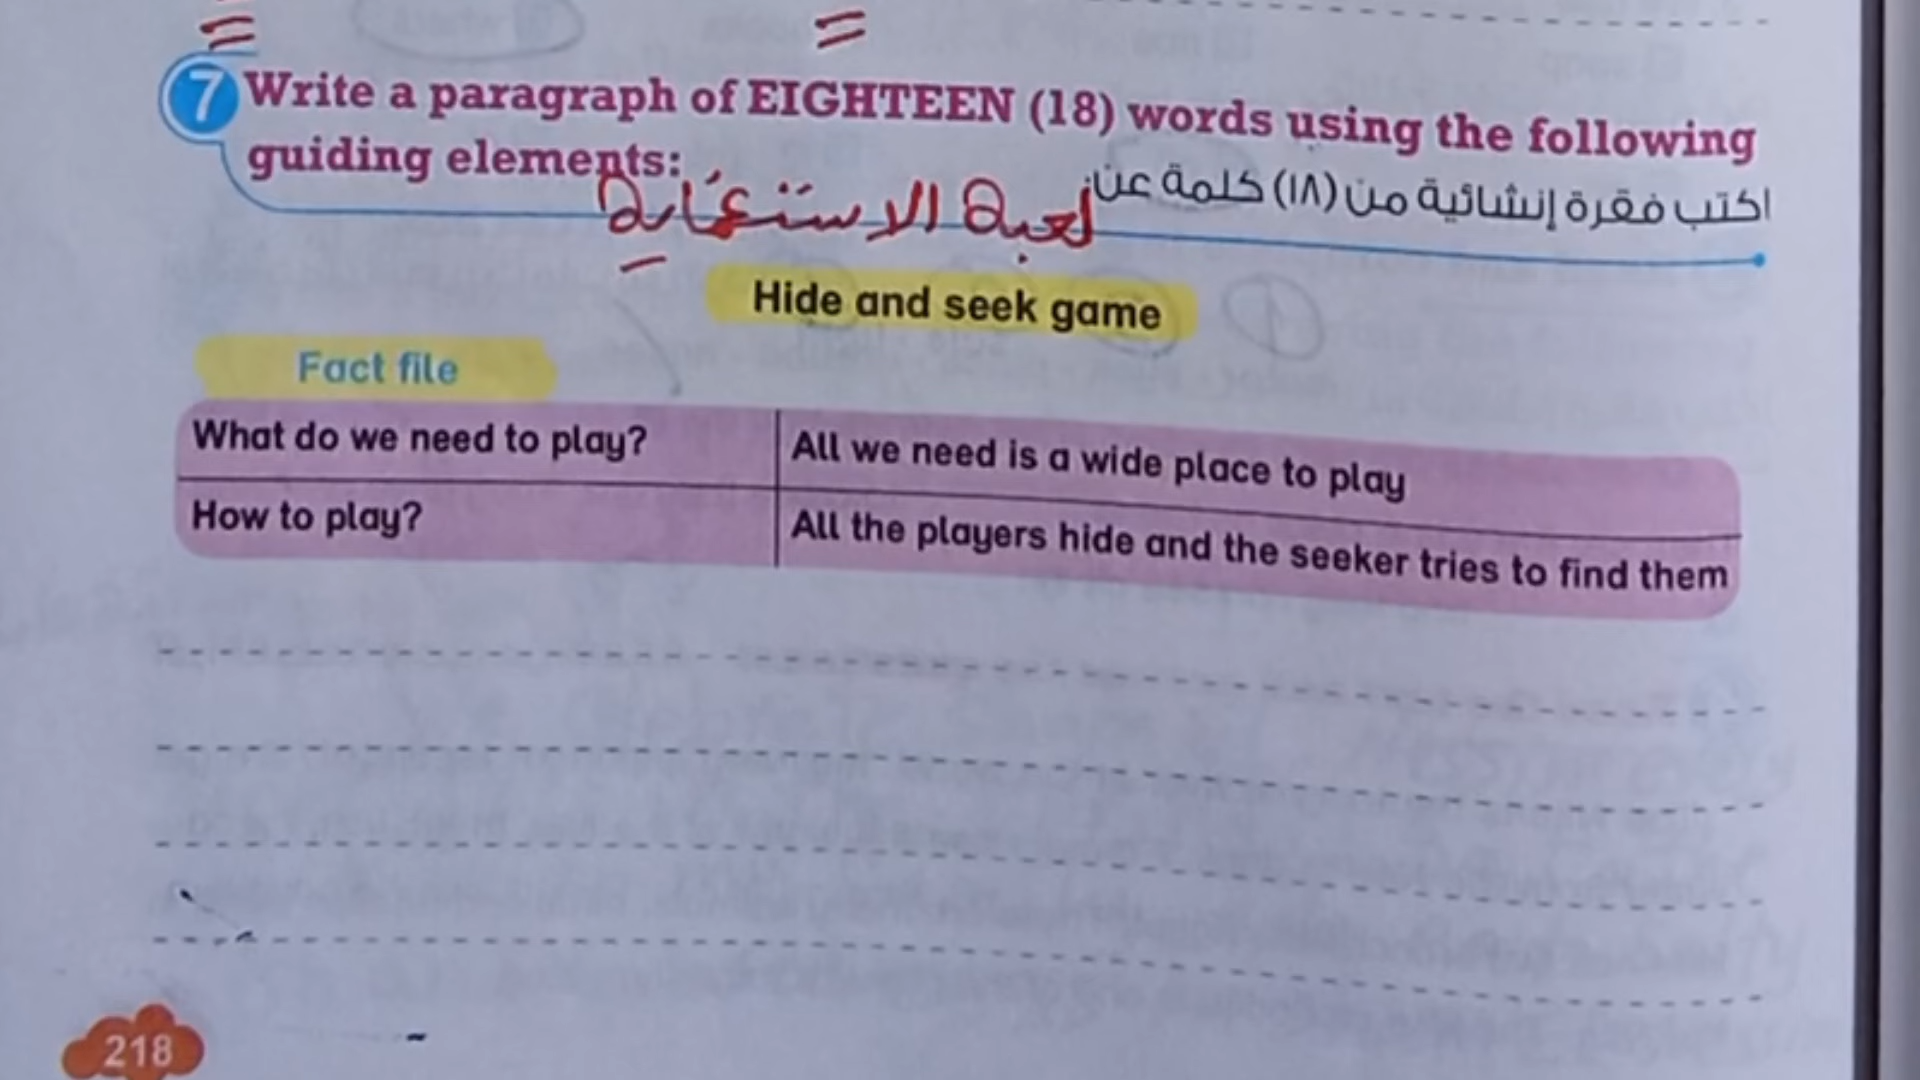 7 Write a paragraph of EIGHTEEN (18) words using the following
guiding elements:
اكتب فقرة إنشائية من (١٨) كلمة عن:
لعبة الاستغماية
Hide and seek game
Fact file
What do we need to play? All we need is a wide place to play
How to play? All the players hide and the seeker tries to find them
218